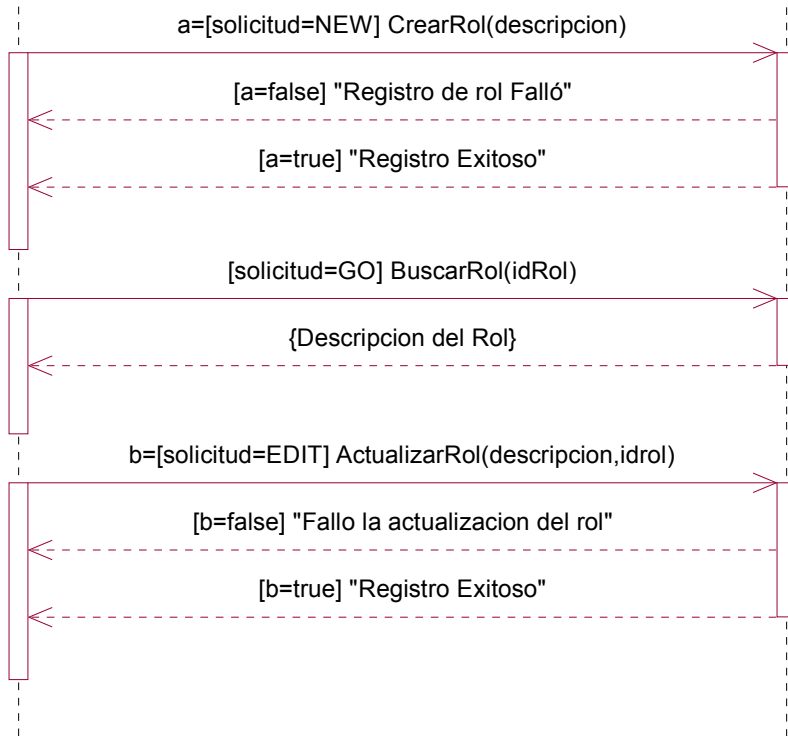 a=[solicitud=NEW] CrearRol(descripcion)
[a=false] "Registro de rol Falló"
[a=true] "Registro Exitoso"
[solicitud=GO] BuscarRol(idRol)
{Descripcion del Rol}
b=[solicitud=EDIT] ActualizarRol(descripcion,idrol)
[b=false] "Fallo la actualizacion del rol"
[b=true] "Registro Exitoso"